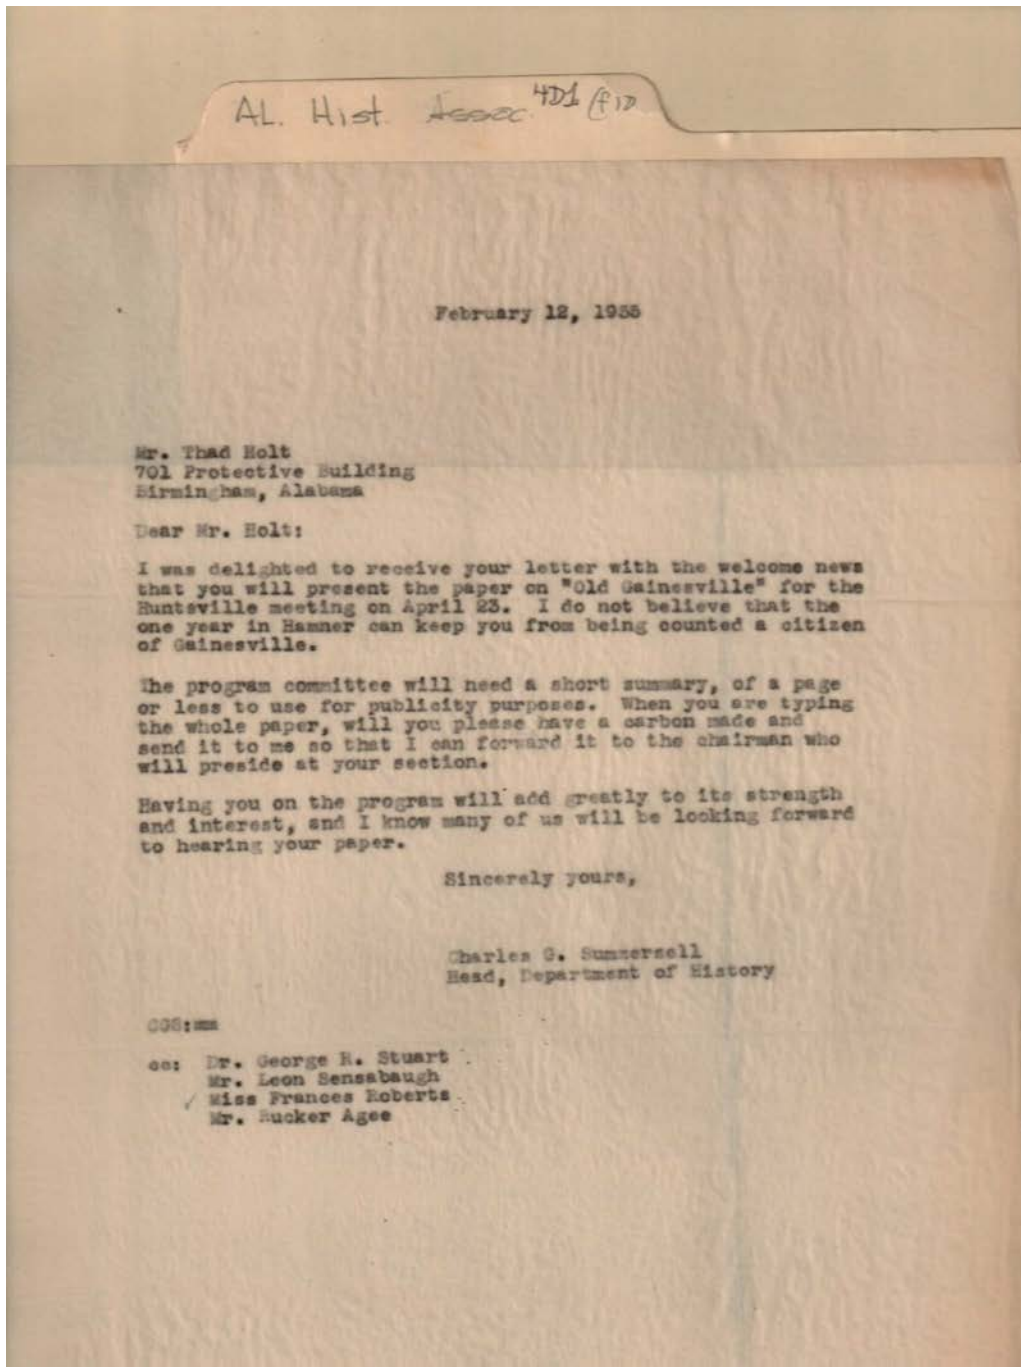 AL. Hist. Assoc. 4D1 (f1D
February 12, 1955
Mr. Thad Holt
701 Protective Building
Birmingham, Alabama
Dear Mr. Holt:
I was delighted to receive your letter with the welcome news
that you will present the paper on "Old Gainesville" for the
Huntsville meeting on April 23. I do not believe that the
one year in Hamner can keep you from being counted a citizen
of Gainesville.
The program committee will need a short summary, of a page
or less to use for publicity purposes. When you are typing
the whole paper, will you please have a carbon made and
send it to me so that I can forward it to the chairman who
will preside at your section.
Having you on the program will add greatly to its strength
and interest, and I know many of us will be looking forward
to hearing your paper.
Sincerely yours,
Charles G. Summersell
Head, Department of History
CGS:mm
cc: Dr. George R. Stuart
Mr. Leon Sensabaugh
✓ Miss Frances Roberts
Mr. Rucker Agee